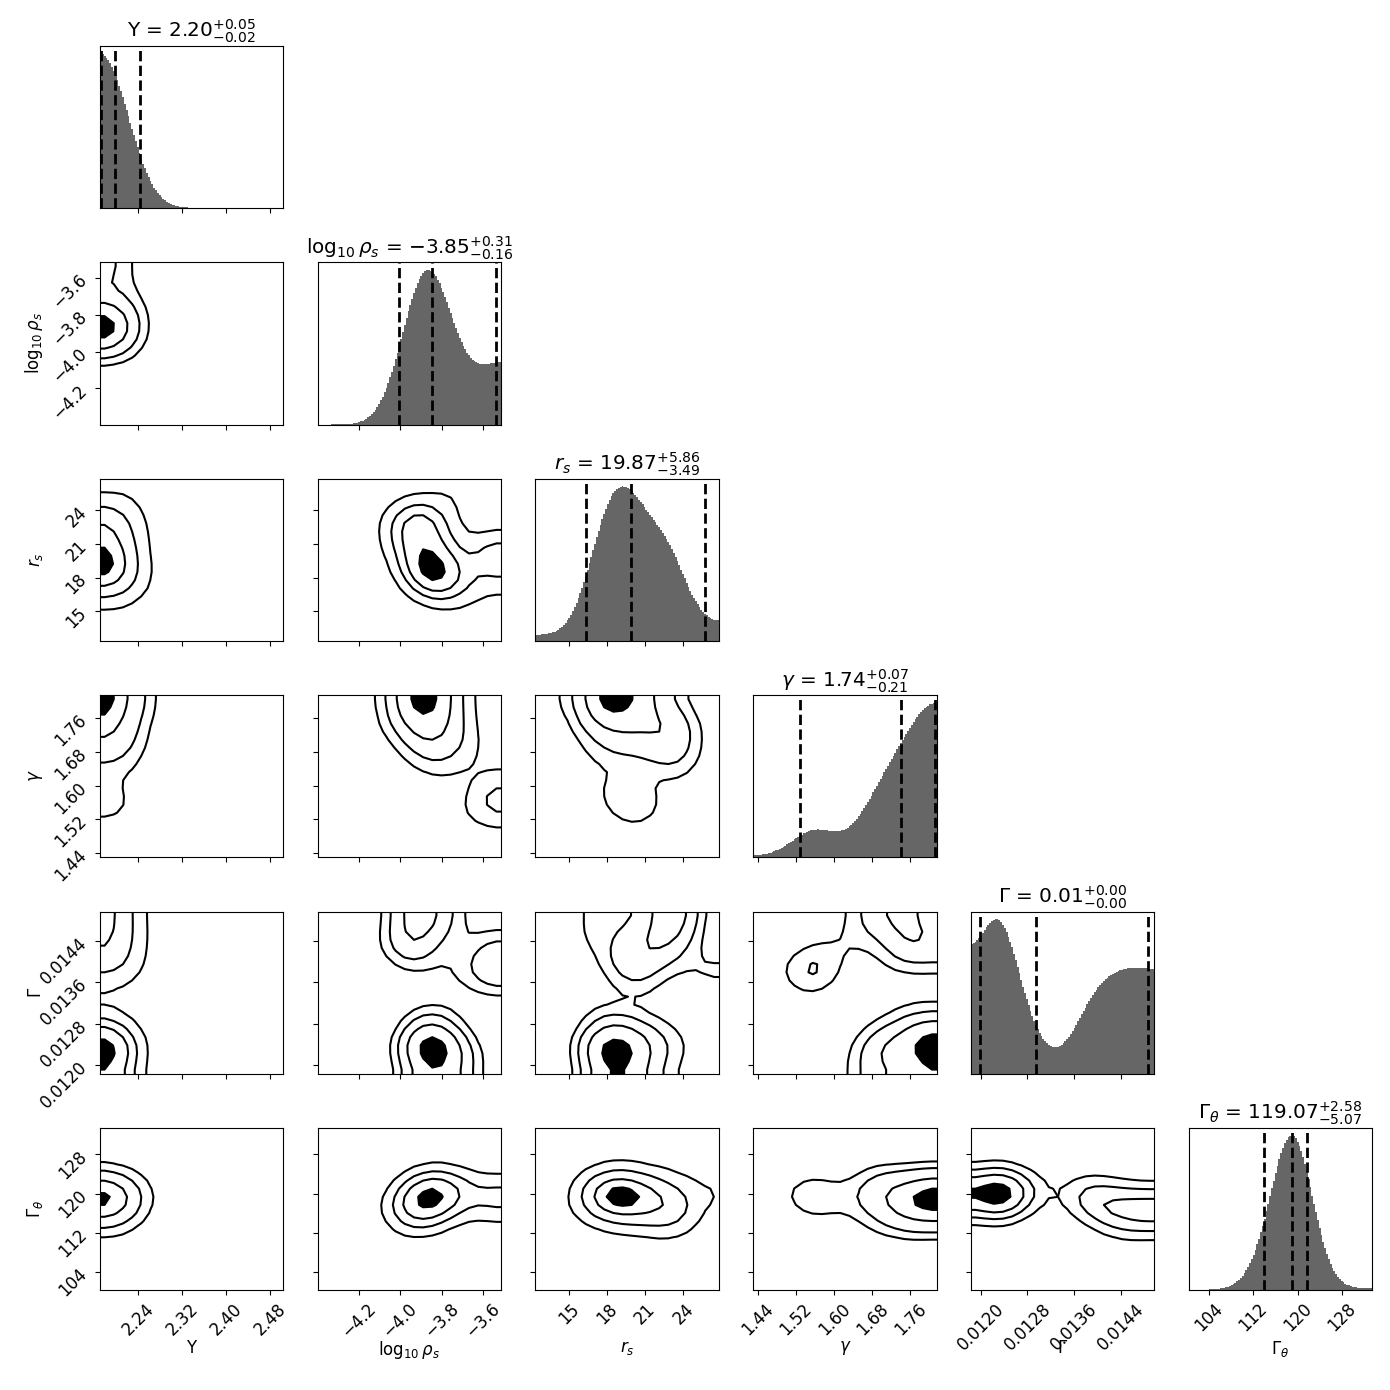 Υ = 2.20+0.05−0.02
log10 ρs = −3.85+0.31−0.16
−3.6
−3.8
−4.0
−4.2
log10 ρs
rs = 19.87+5.86−3.49
24
21
18
15
rs
γ = 1.74+0.07−0.21
1.76
1.68
1.60
1.52
1.44
γ
Γ = 0.01+0.00−0.00
0.0144
0.0136
0.0128
0.0120
Γ
Γθ = 119.07+2.58−5.07
128
120
112
104
Γθ
2.24 2.32 2.40 2.48
−4.2 −4.0 −3.8 −3.6
15 18 21 24
1.44 1.52 1.60 1.68 1.76
0.0120 0.0128 0.0136 0.0144
104 112 120 128
Υ log10 ρs rs γ Γ Γθ